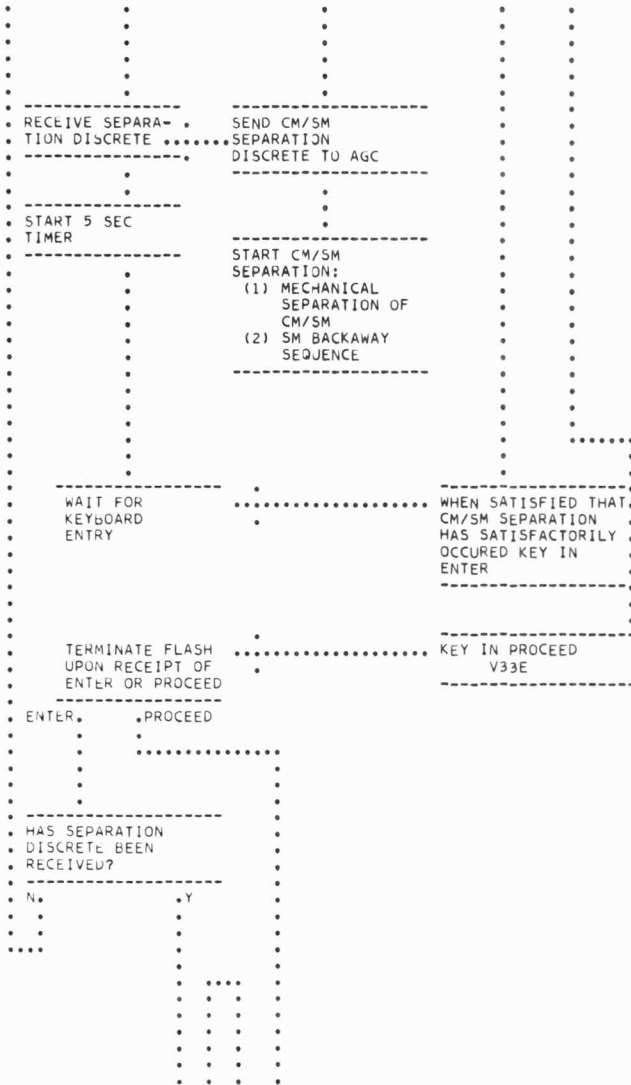 RECEIVE SEPARA-
TION DISCRETE
SEND CM/SM
SEPARATION
DISCRETE TO AGC
START 5 SEC
TIMER
START CM/SM
SEPARATION:
(1) MECHANICAL
SEPARATION OF
CM/SM
(2) SM BACKAWAY
SEQUENCE
WAIT FOR
KEYBOARD
ENTRY
WHEN SATISFIED THAT
CM/SM SEPARATION
HAS SATISFACTORILY
OCCURED KEY IN
ENTER
TERMINATE FLASH
UPON RECEIPT OF
ENTER OR PROCEED
KEY IN PROCEED
V33E
ENTER PROCEED
HAS SEPARATION
DISCRETE BEEN
RECEIVED?
N Y